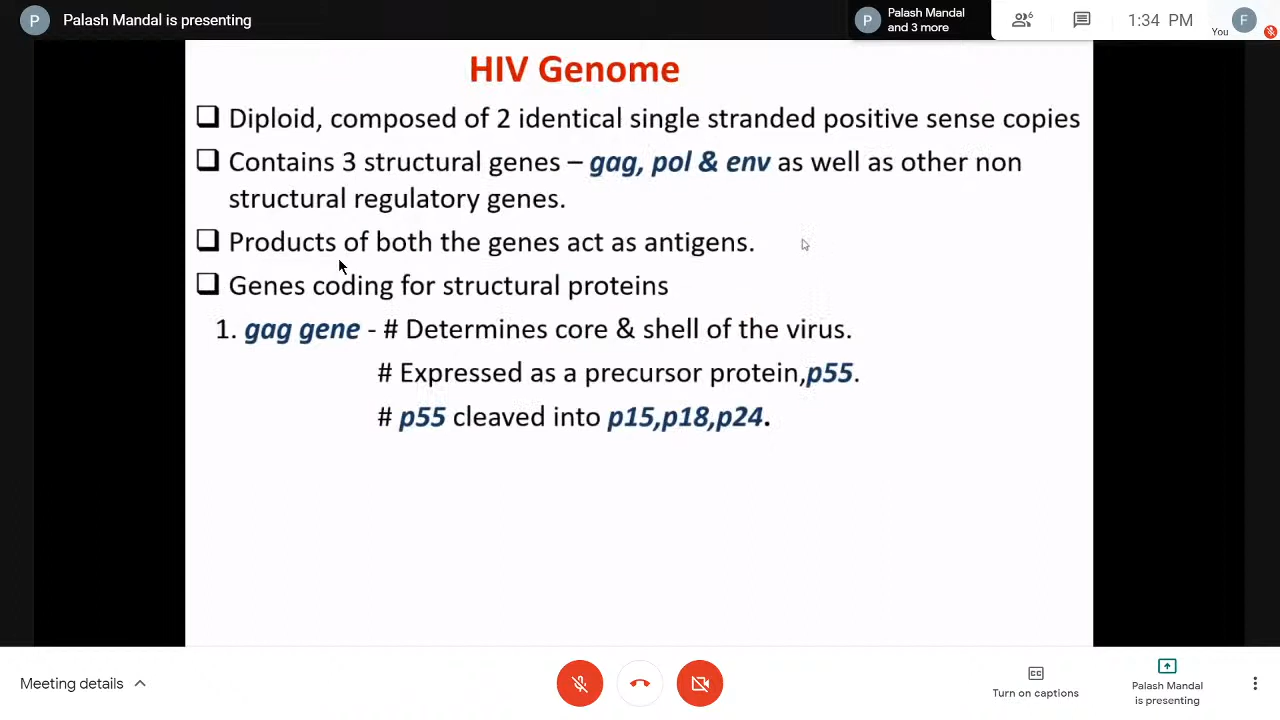 P Palash Mandal is presenting
P Palash Mandal
and 3 more
6
1:34 PM
You
F
HIV Genome
Diploid, composed of 2 identical single stranded positive sense copies
Contains 3 structural genes – gag, pol & env as well as other non
structural regulatory genes.
Products of both the genes act as antigens.
Genes coding for structural proteins
1. gag gene - # Determines core & shell of the virus.
# Expressed as a precursor protein,p55.
# p55 cleaved into p15,p18,p24.
Meeting details
CC
Turn on captions
Palash Mandal
is presenting